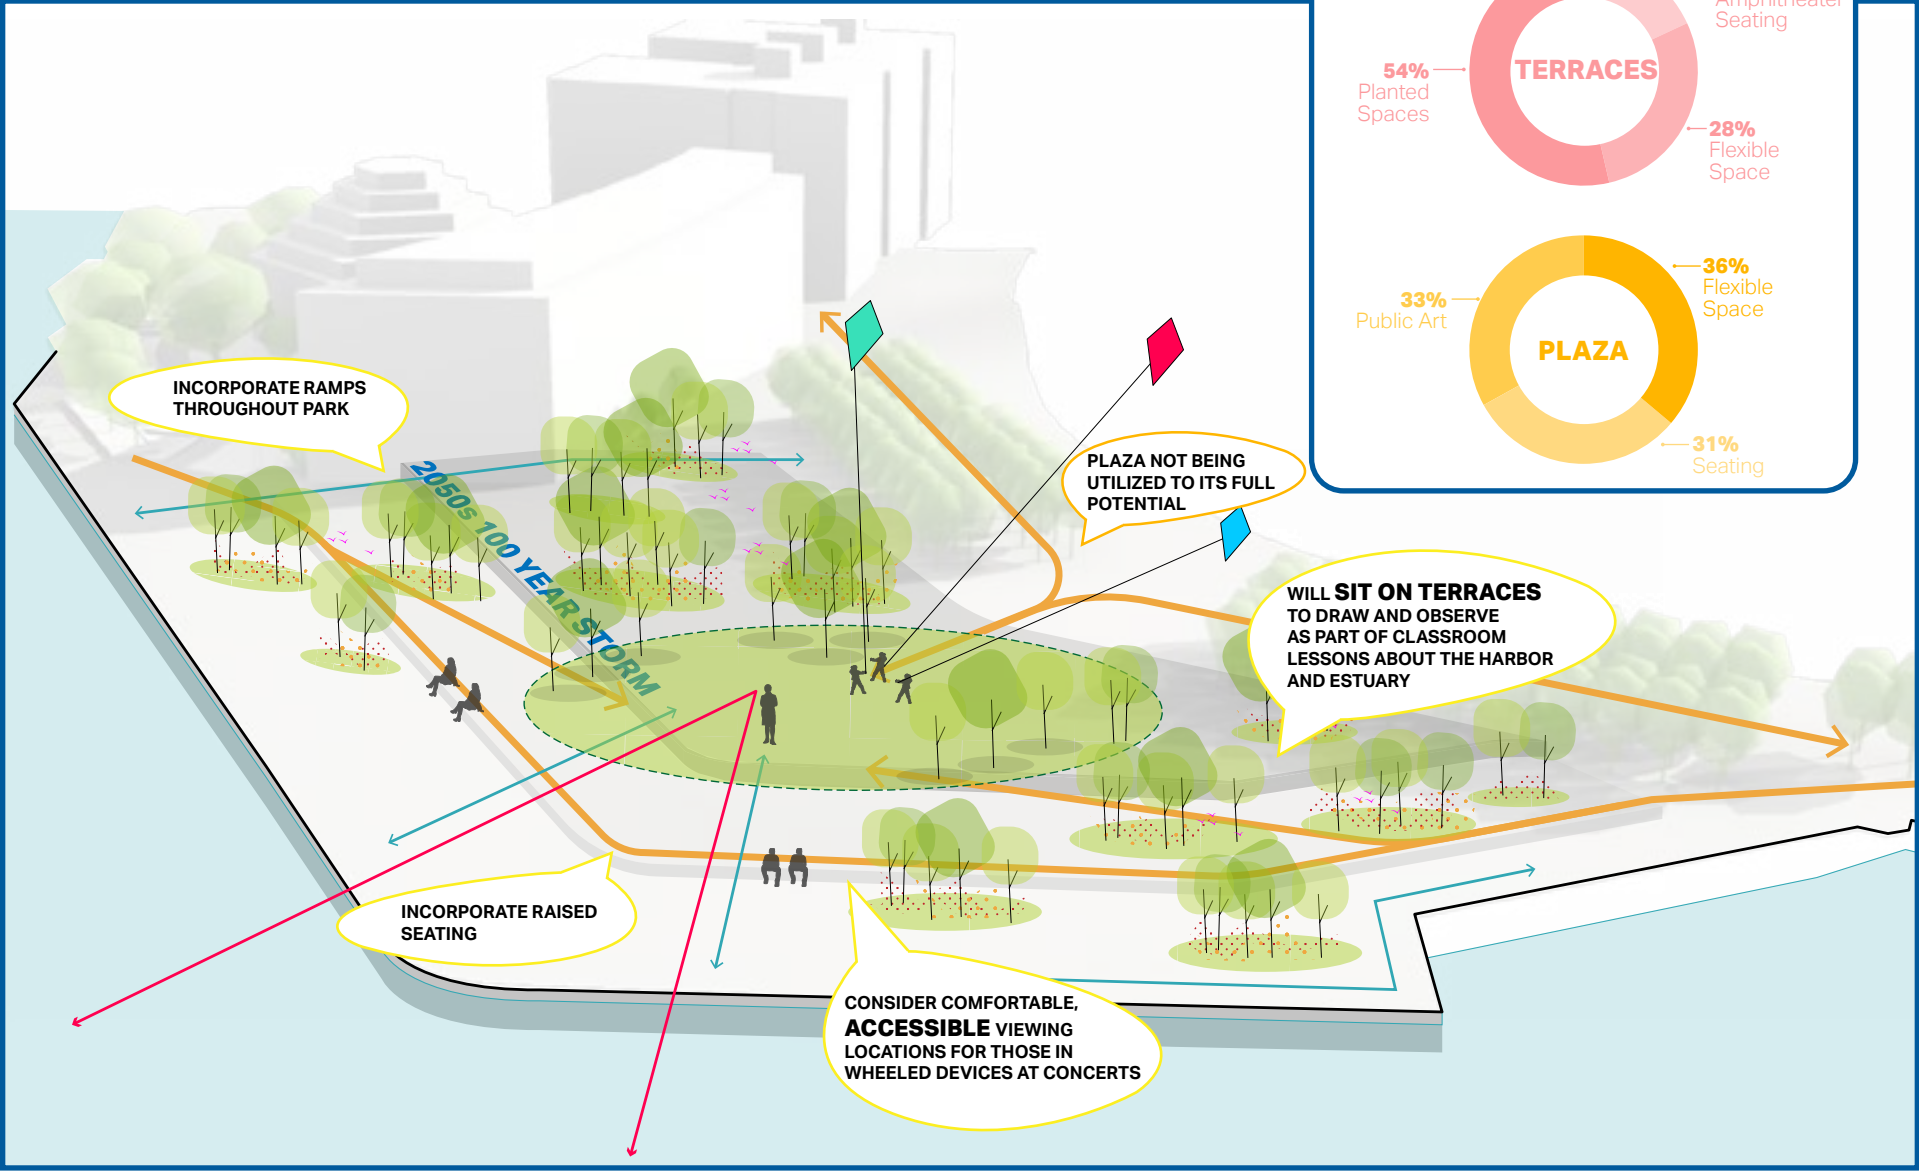 Amphitheater
Seating
TERRACES
54%
Planted
Spaces
28%
Flexible
Space
36%
Flexible
Space
33%
Public Art
PLAZA
31%
Seating
INCORPORATE RAMPS
THROUGHOUT PARK
2050s 100 YEAR STORM
PLAZA NOT BEING
UTILIZED TO ITS FULL
POTENTIAL
WILL SIT ON TERRACES
TO DRAW AND OBSERVE
AS PART OF CLASSROOM
LESSONS ABOUT THE HARBOR
AND ESTUARY
INCORPORATE RAISED
SEATING
CONSIDER COMFORTABLE,
ACCESSIBLE VIEWING
LOCATIONS FOR THOSE IN
WHEELED DEVICES AT CONCERTS